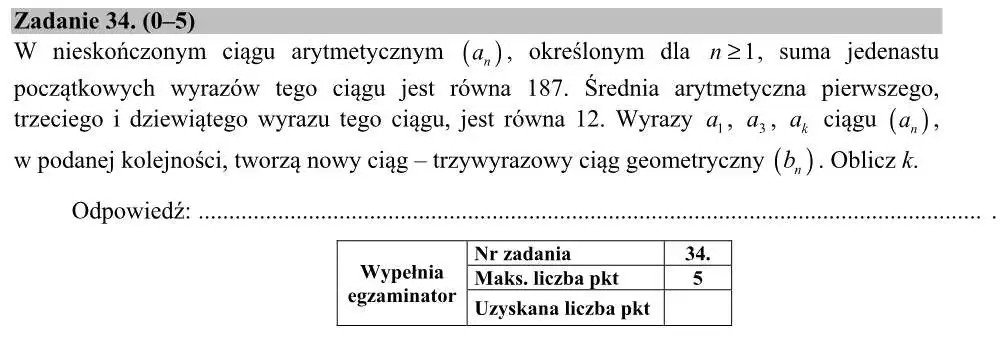 Zadanie 34. (0–5)
W nieskończonym ciągu arytmetycznym (aₙ), określonym dla n ≥ 1, suma jedenastu
początkowych wyrazów tego ciągu jest równa 187. Średnia arytmetyczna pierwszego,
trzeciego i dziewiątego wyrazu tego ciągu, jest równa 12. Wyrazy a₁, a₃, aₖ ciągu (aₙ),
w podanej kolejności, tworzą nowy ciąg – trzywyrazowy ciąg geometryczny (bₙ). Oblicz k.
Odpowiedź: ................................................................................................................................ .
Wypełnia
egzaminator
Nr zadania 34.
Maks. liczba pkt 5
Uzyskana liczba pkt